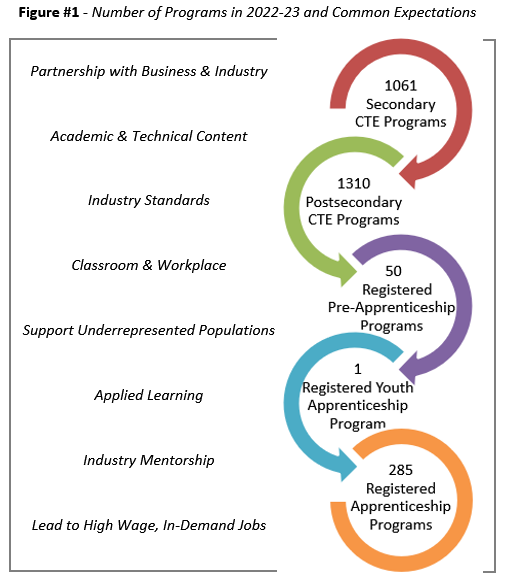 Figure #1 - Number of Programs in 2022-23 and Common Expectations
Partnership with Business & Industry
Academic & Technical Content
Industry Standards
Classroom & Workplace
Support Underrepresented Populations
Applied Learning
Industry Mentorship
Lead to High Wage, In-Demand Jobs
1061
Secondary
CTE Programs
1310
Postsecondary
CTE Programs
50
Registered
Pre-Apprenticeship
Programs
1
Registered Youth
Apprenticeship
Program
285
Registered
Apprenticeship
Programs